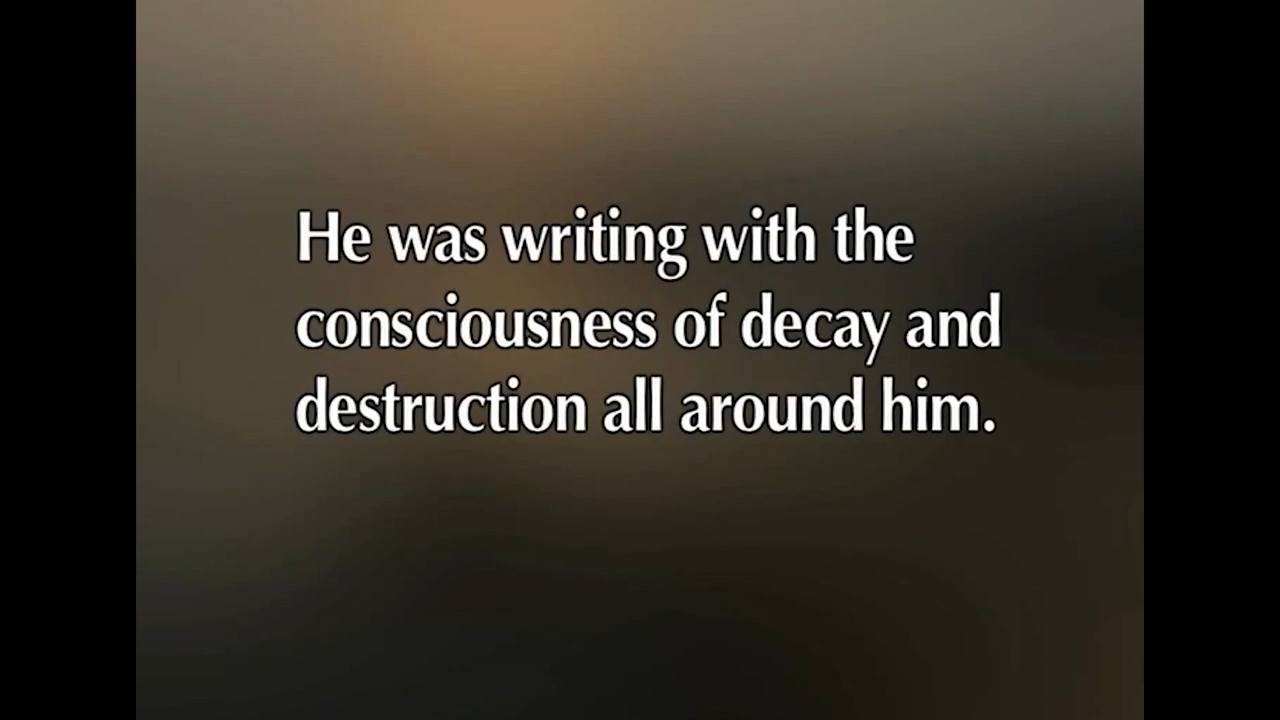 He was writing with the
consciousness of decay and
destruction all around him.